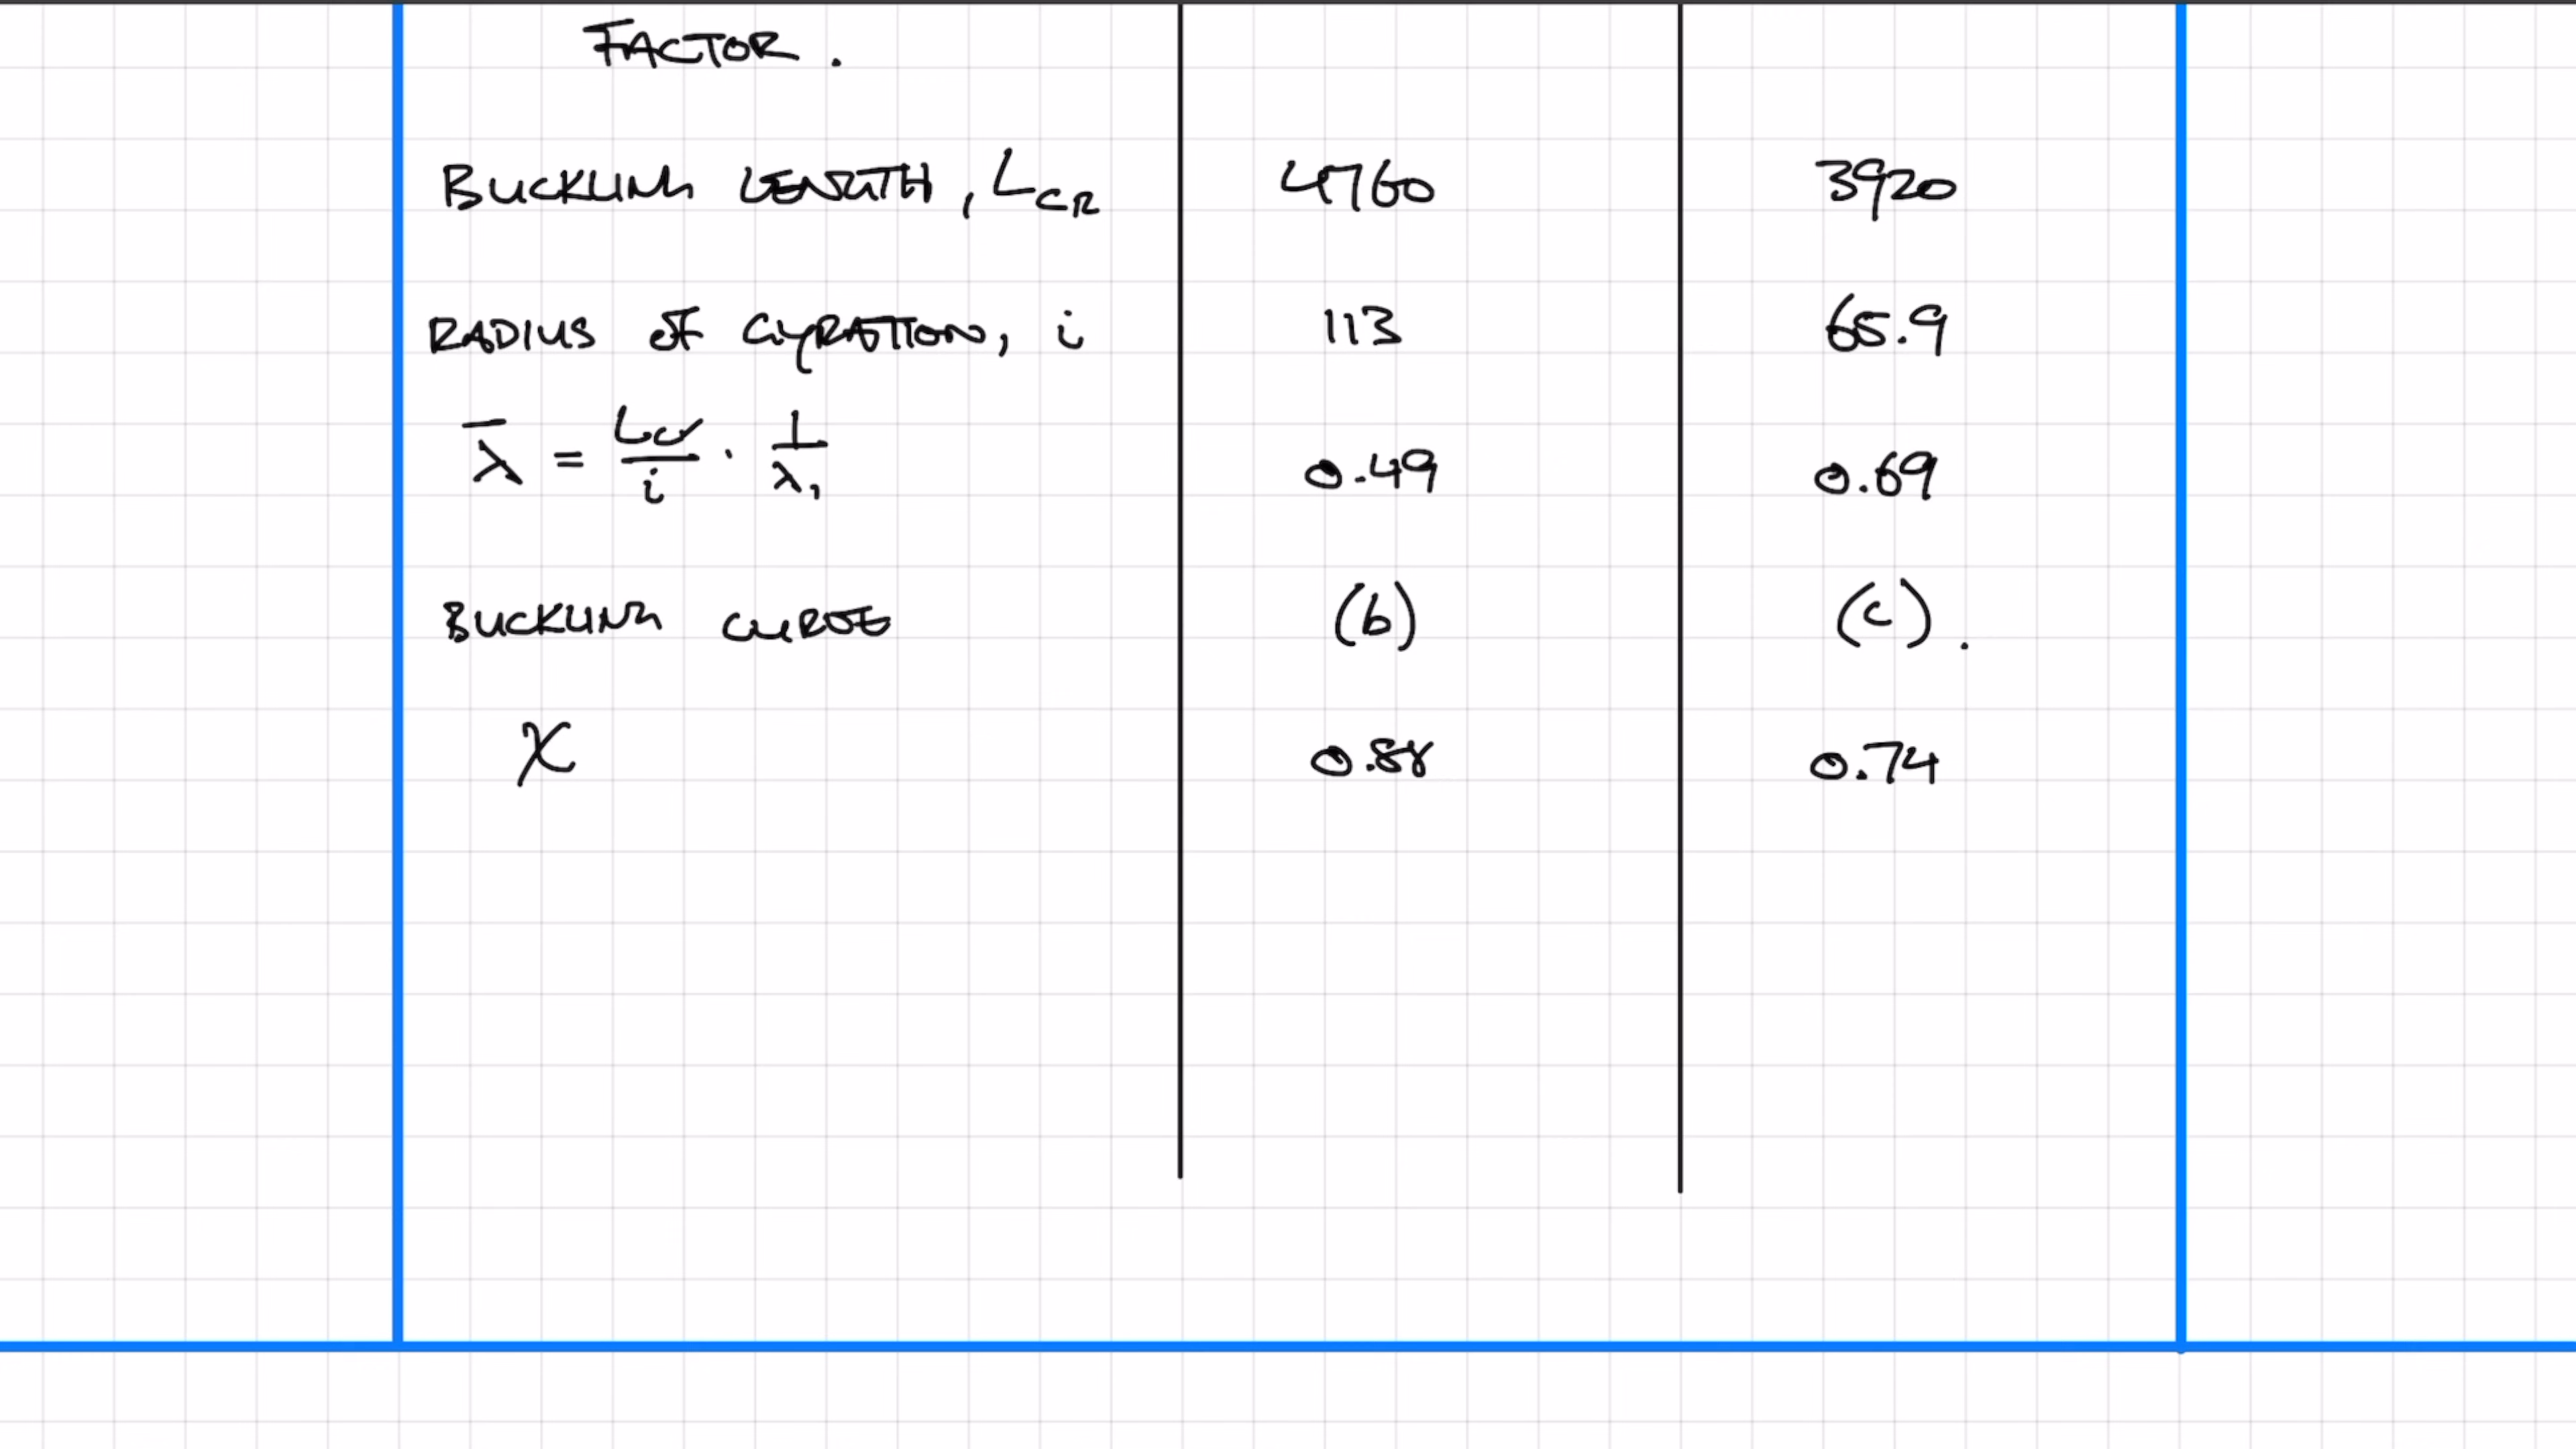 FACTOR.
BUCKLING LENGTH, LCR 4760 3920
RADIUS OF GYRATION, i 113 65.9
λ̄ = Lcr/i · 1/λ₁ 0.49 0.69
BUCKLING CURVE (b) (c).
χ 0.88 0.74